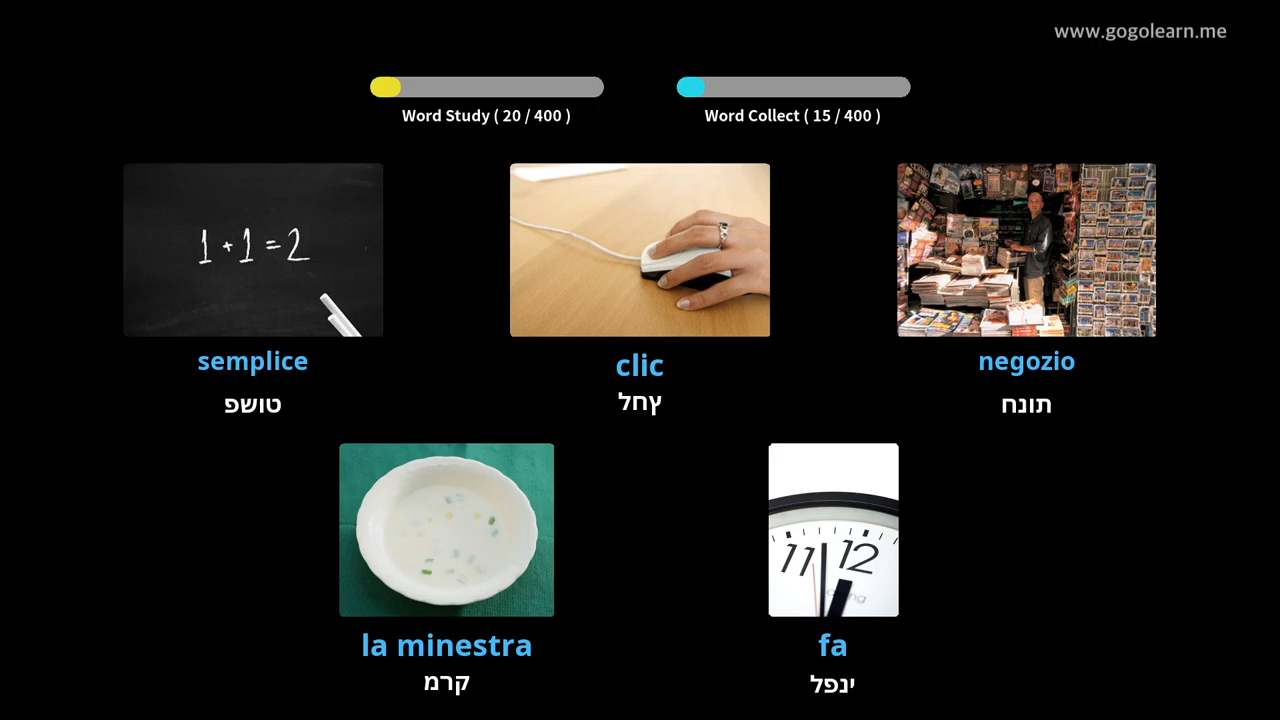 www.gogolearn.me
Word Study ( 20 / 400 )
Word Collect ( 15 / 400 )
1 + 1 = 2
semplice
טושפ
clic
ץחל
negozio
תונח
11 12
la minestra
קרמ
fa
ינפל